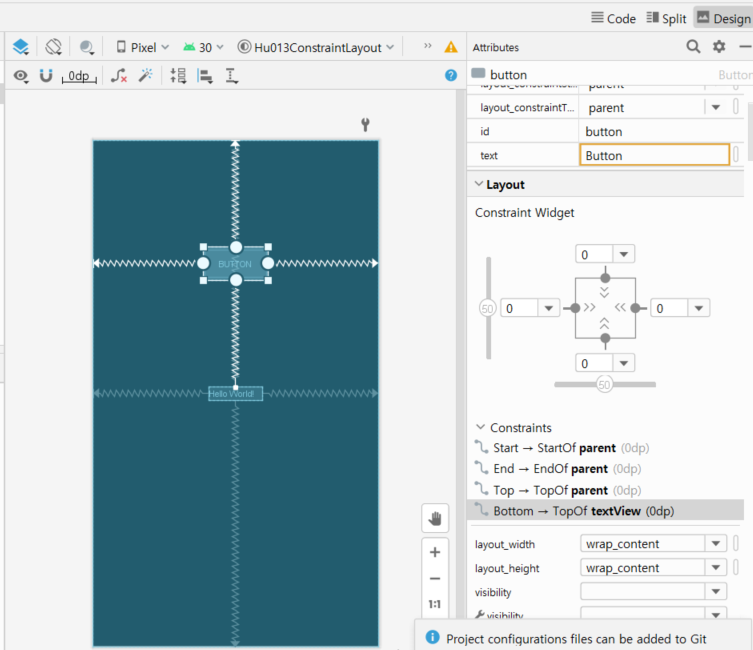 Code Split Design
Pixel 30 Hu013ConstraintLayout >> Attributes
0dp
button Button
parent
layout_constraintT... parent
id button
text Button
Layout
Constraint Widget
0
50 0 0
0
50
BUTTON
Hello World!
Constraints
Start → StartOf parent (0dp)
End → EndOf parent (0dp)
Top → TopOf parent (0dp)
Bottom → TopOf textView (0dp)
layout_width wrap_content
layout_height wrap_content
visibility
visibility
1:1
Project configurations files can be added to Git